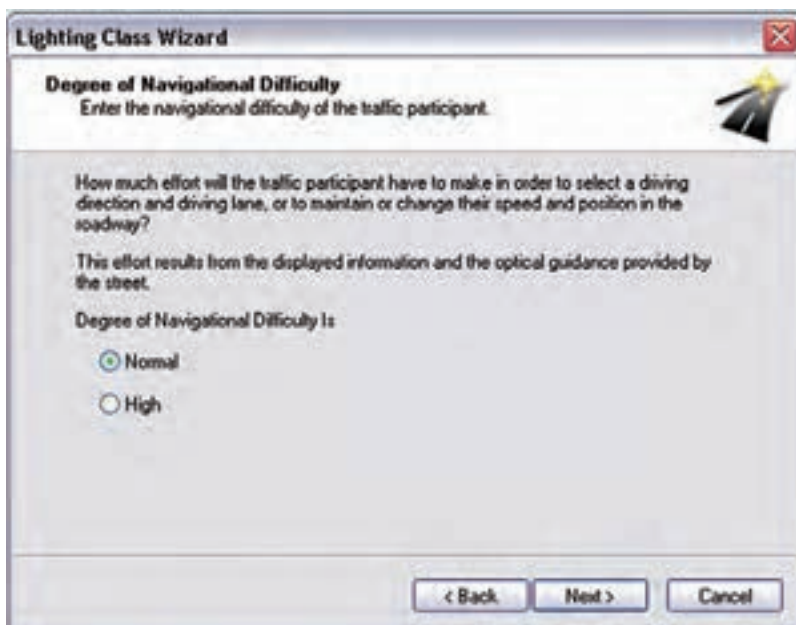 Lighting Class Wizard
Degree of Navigational Difficulty
Enter the navigational difficulty of the traffic participant.
How much effort will the traffic participant have to make in order to select a driving
direction and driving lane, or to maintain or change their speed and position in the
roadway?
This effort results from the displayed information and the optical guidance provided by
the street.
Degree of Navigational Difficulty Is
Normal
High
< Back Next > Cancel